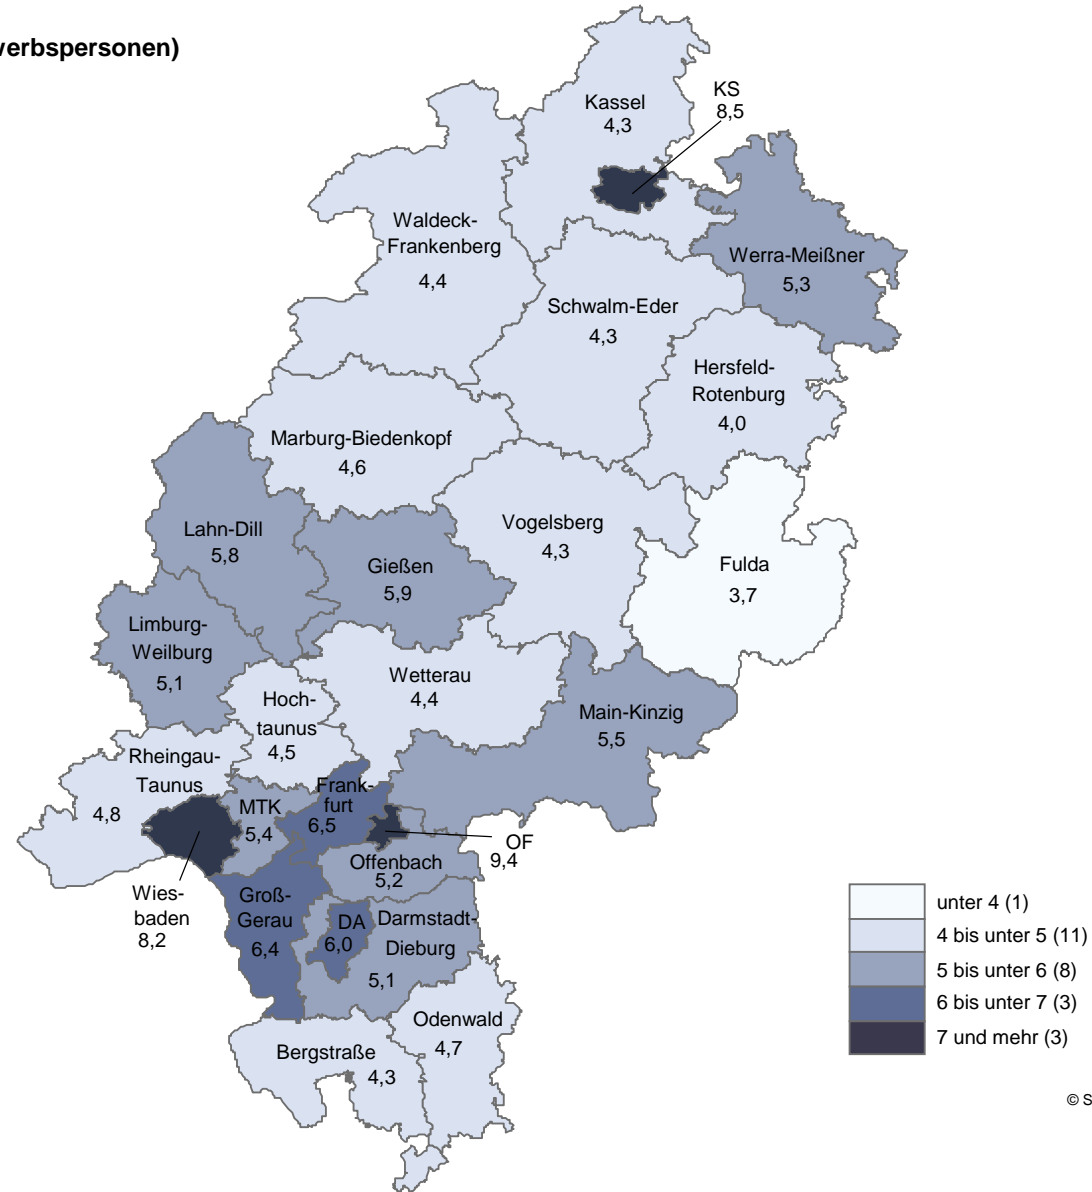 werbspersonen)
KS
8,5
Kassel
4,3
Waldeck-
Frankenberg
4,4
Werra-Meißner
5,3
Schwalm-Eder
4,3
Hersfeld-
Rotenburg
4,0
Marburg-Biedenkopf
4,6
Lahn-Dill
5,8
Gießen
5,9
Vogelsberg
4,3
Fulda
3,7
Limburg-
Weilburg
5,1
Wetterau
4,4
Hoch-
taunus
4,5
Main-Kinzig
5,5
Rheingau-
Taunus
4,8
MTK
5,4
Frank-
furt
6,5
OF
9,4
Offenbach
5,2
Wies-
baden
8,2
Groß-
Gerau
6,4
DA
6,0
Darmstadt-
Dieburg
5,1
Odenwald
4,7
Bergstraße
4,3
unter 4 (1)
4 bis unter 5 (11)
5 bis unter 6 (8)
6 bis unter 7 (3)
7 und mehr (3)
© S